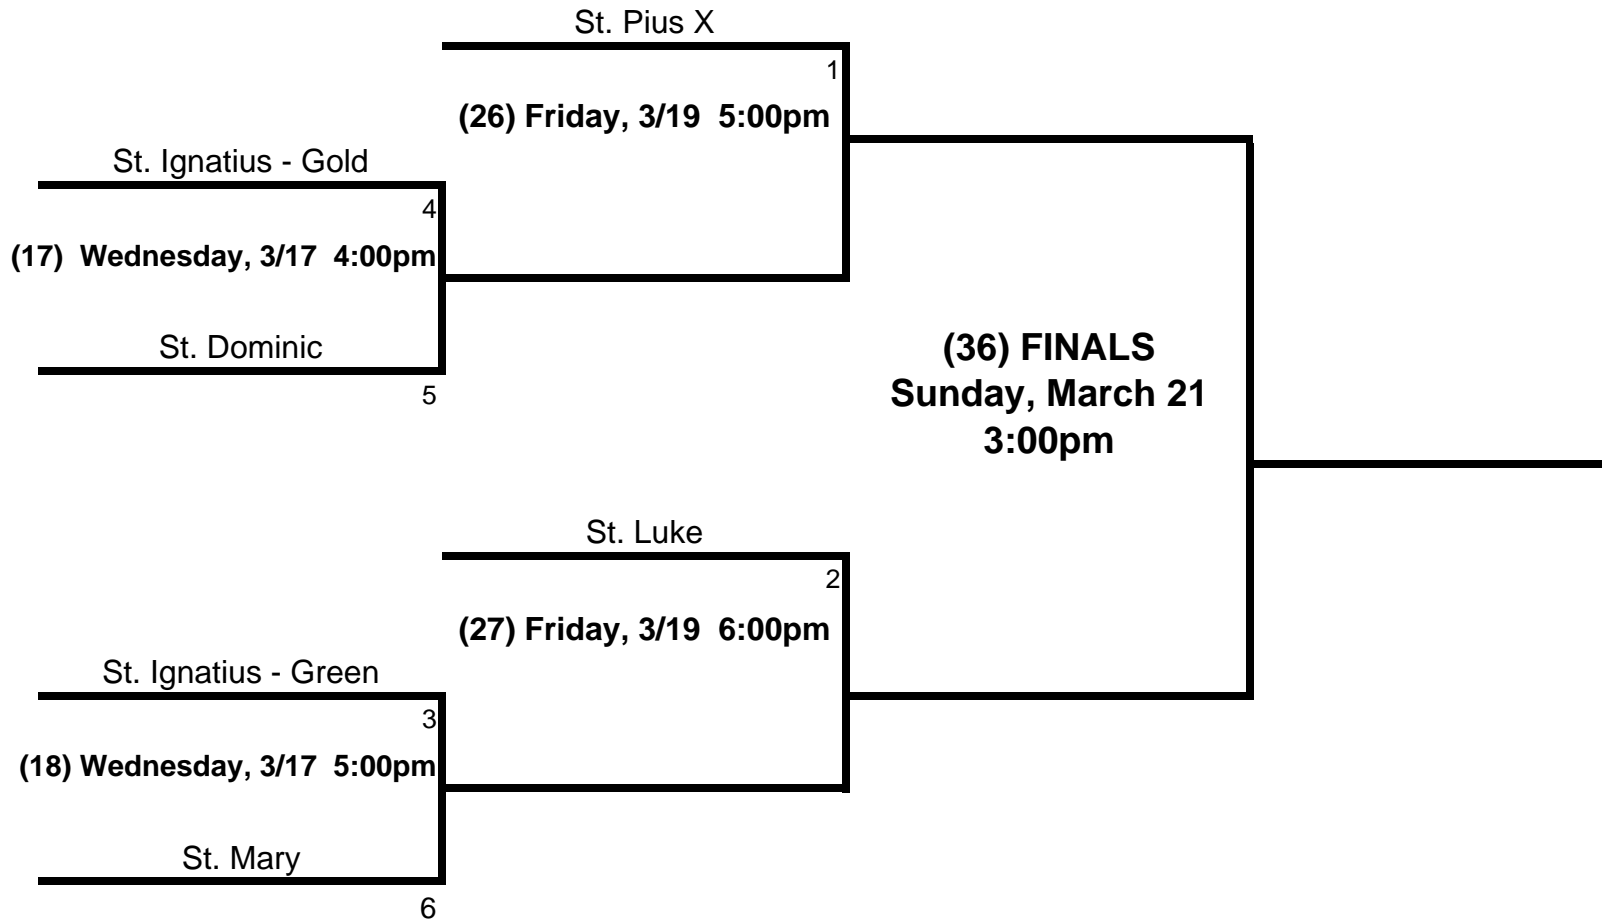 St. Pius X
1
(26) Friday, 3/19  5:00pm
St. Ignatius - Gold
4
(17)  Wednesday, 3/17  4:00pm
St. Dominic
5
(36) FINALS
Sunday, March 21
3:00pm
St. Luke
2
(27) Friday, 3/19  6:00pm
St. Ignatius - Green
3
(18) Wednesday, 3/17  5:00pm
St. Mary
6